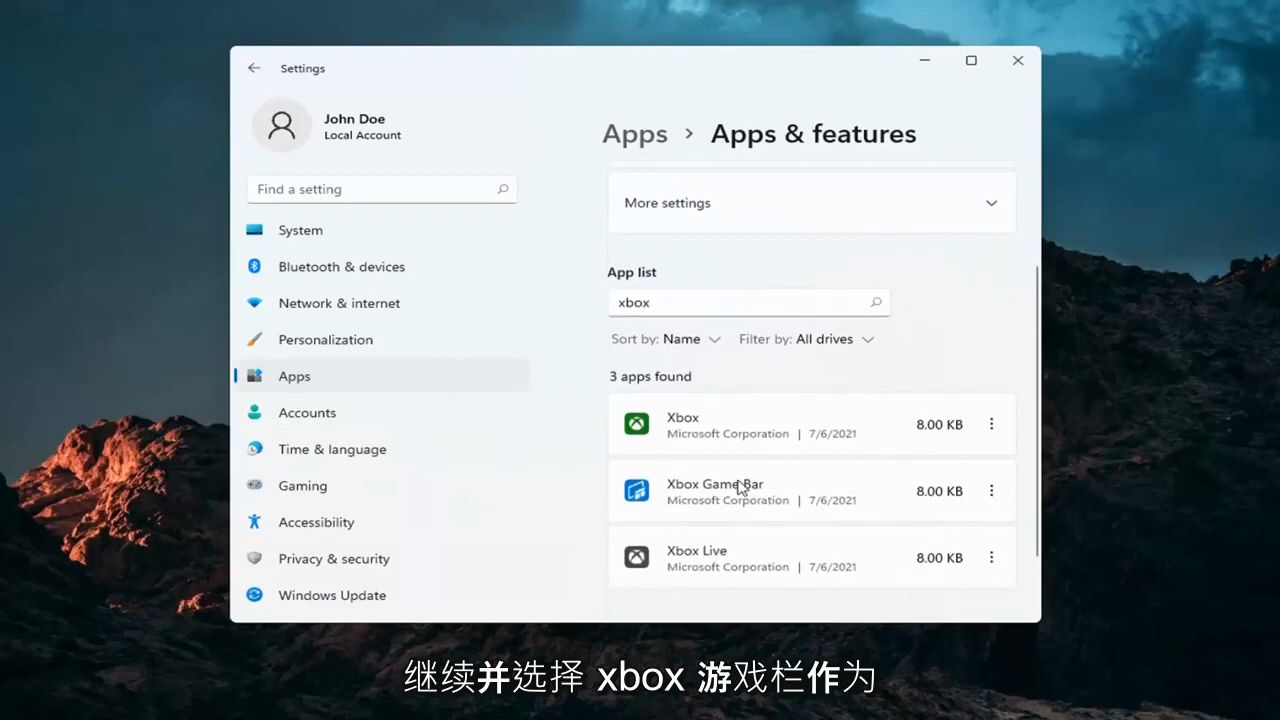 Settings
John Doe
Local Account
Find a setting
System
Bluetooth & devices
Network & internet
Personalization
Apps
Accounts
Time & language
Gaming
Accessibility
Privacy & security
Windows Update
Apps > Apps & features
More settings
App list
xbox
Sort by: Name Filter by: All drives
3 apps found
Xbox
Microsoft Corporation | 7/6/2021
8.00 KB
Xbox Game Bar
Microsoft Corporation | 7/6/2021
8.00 KB
Xbox Live
Microsoft Corporation | 7/6/2021
8.00 KB
继续并选择 xbox 游戏栏作为